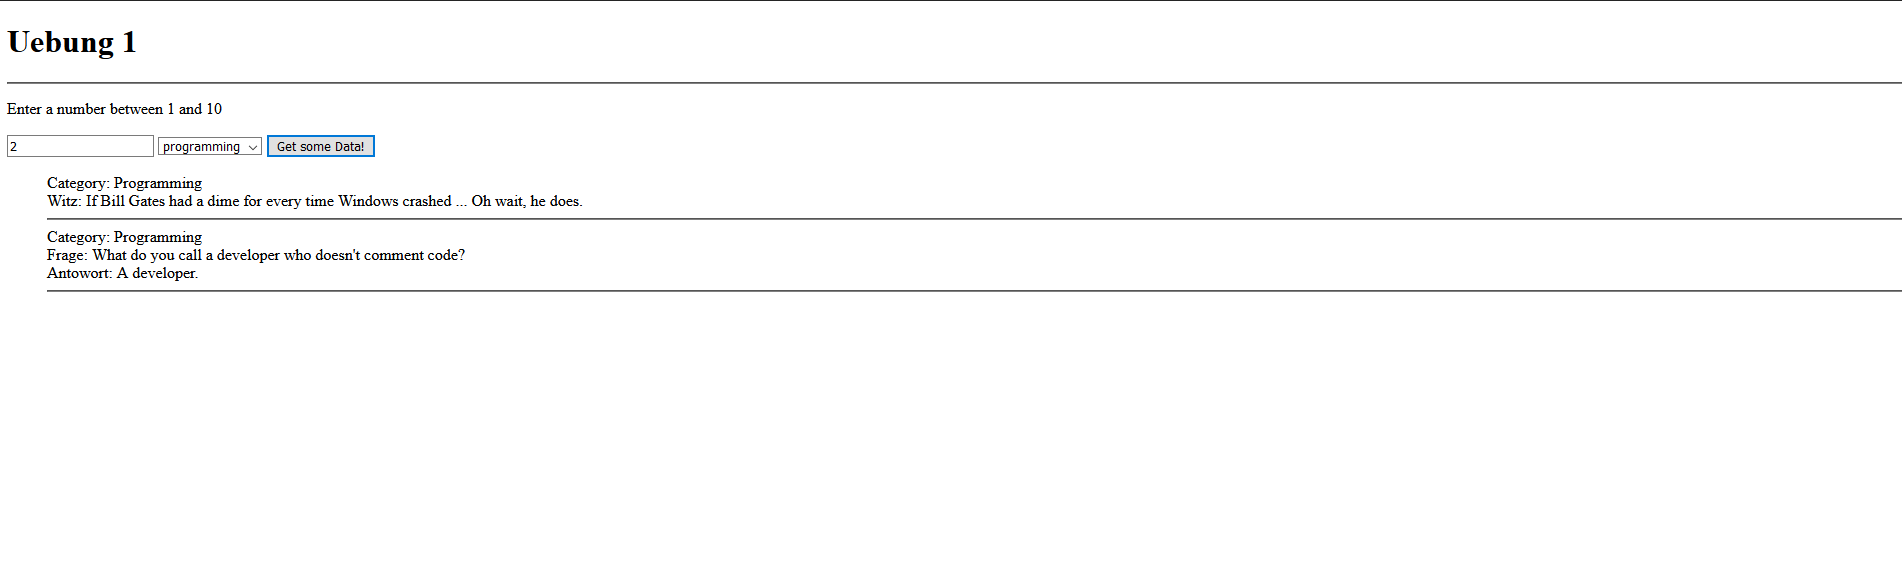 Uebung 1
Enter a number between 1 and 10
2 programming Get some Data!
Category: Programming
Witz: If Bill Gates had a dime for every time Windows crashed ... Oh wait, he does.
Category: Programming
Frage: What do you call a developer who doesn't comment code?
Antowort: A developer.